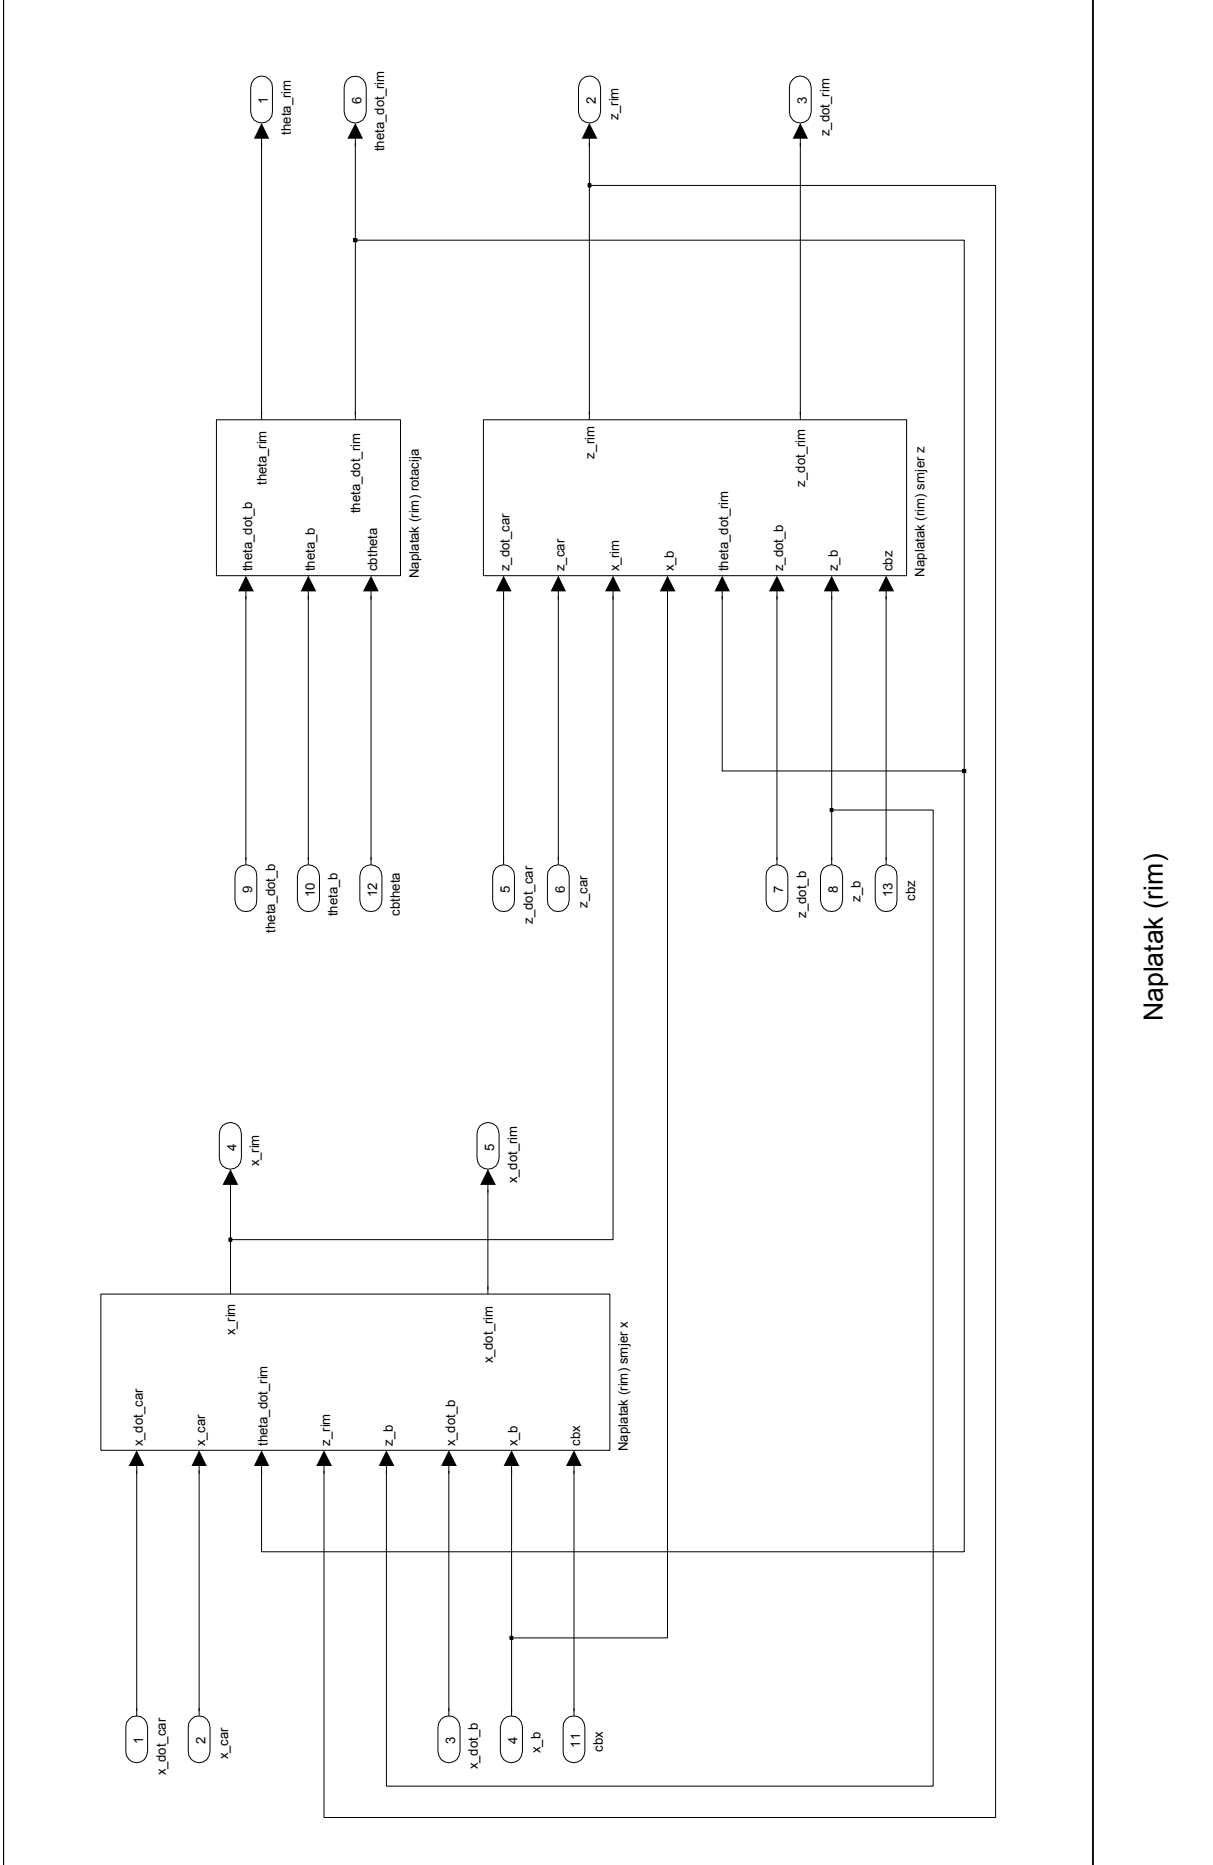 1
x_dot_car
2
x_car
3
x_dot_b
4
x_b
11
cbx
x_dot_car
x_car
theta_dot_rim
z_rim
z_b
x_dot_b
x_b
cbx
x_rim
x_dot_rim
Naplatak (rim) smjer x
4
x_rim
5
x_dot_rim
9
theta_dot_b
10
theta_b
12
cbtheta
5
z_dot_car
6
z_car
7
z_dot_b
8
z_b
13
cbz
theta_dot_b
theta_b
cbtheta
theta_rim
theta_dot_rim
Naplatak (rim) rotacija
z_dot_car
z_car
x_rim
x_b
theta_dot_rim
z_dot_b
z_b
cbz
z_rim
z_dot_rim
Naplatak (rim) smjer z
1
theta_rim
6
theta_dot_rim
2
z_rim
3
z_dot_rim
Naplatak (rim)